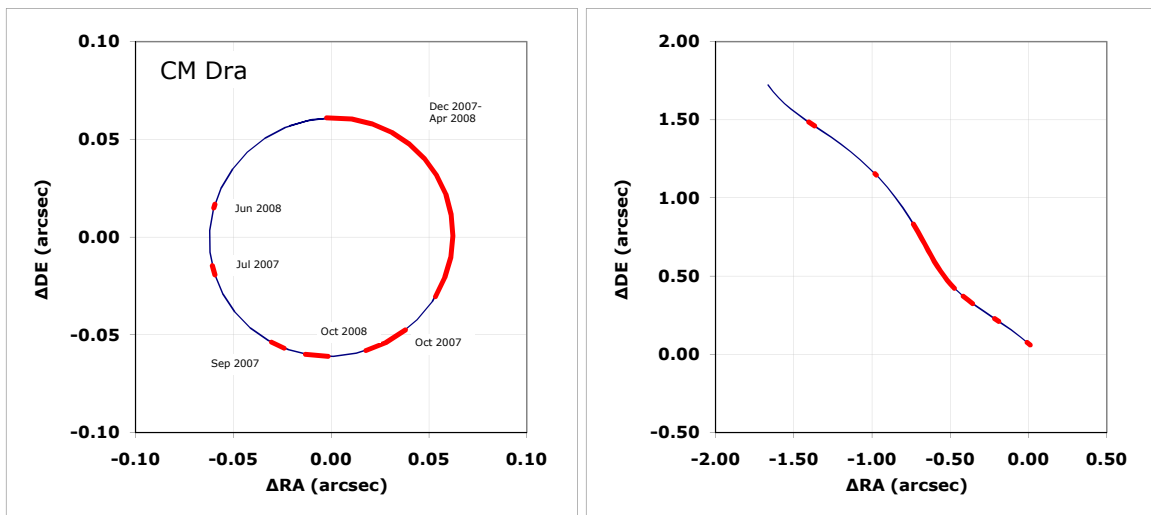 CM Dra
Dec 2007-
Apr 2008
Jun 2008
Jul 2007
Oct 2008
Oct 2007
Sep 2007
0.10
0.05
0.00
-0.05
-0.10
-0.10 -0.05 0.00 0.05 0.10
ΔDE (arcsec)
ΔRA (arcsec)
2.00
1.50
1.00
0.50
0.00
-0.50
-2.00 -1.50 -1.00 -0.50 0.00 0.50
ΔDE (arcsec)
ΔRA (arcsec)